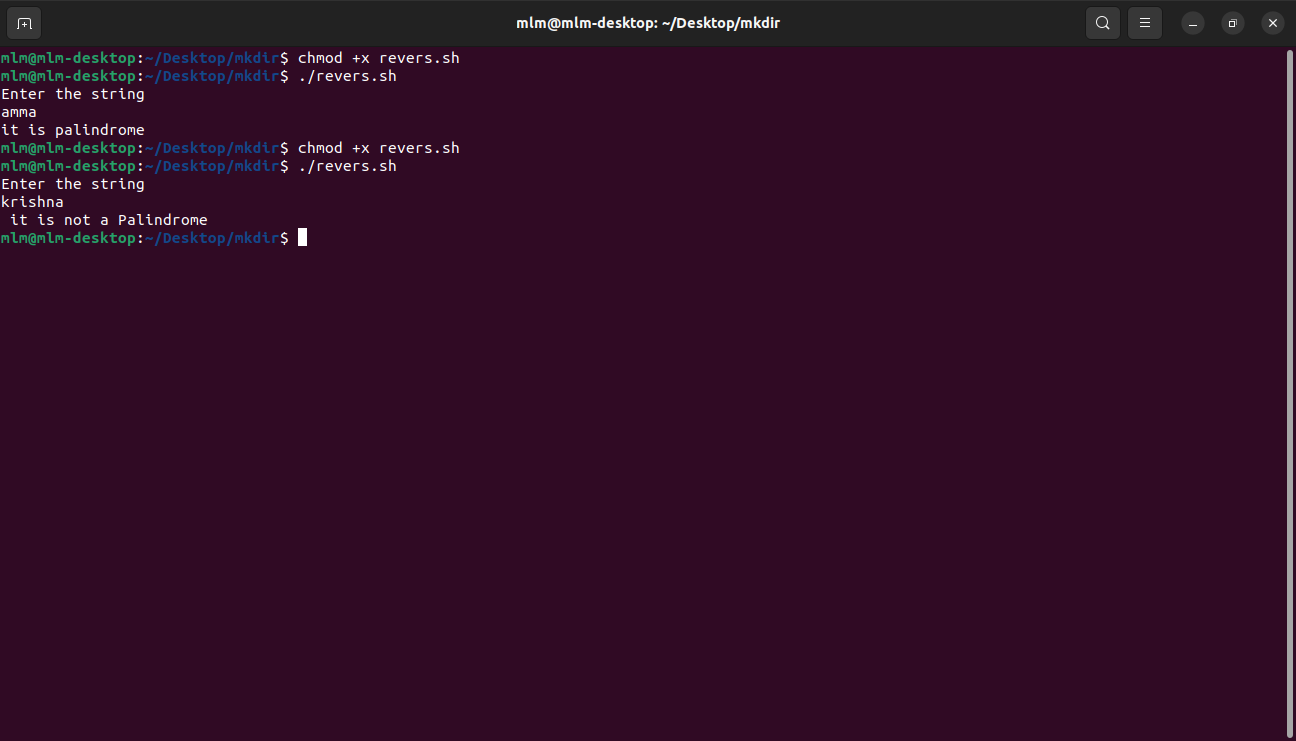 mlm@mlm-desktop: ~/Desktop/mkdir
mlm@mlm-desktop:~/Desktop/mkdir$ chmod +x revers.sh
mlm@mlm-desktop:~/Desktop/mkdir$ ./revers.sh
Enter the string
amma
it is palindrome
mlm@mlm-desktop:~/Desktop/mkdir$ chmod +x revers.sh
mlm@mlm-desktop:~/Desktop/mkdir$ ./revers.sh
Enter the string
krishna
 it is not a Palindrome
mlm@mlm-desktop:~/Desktop/mkdir$